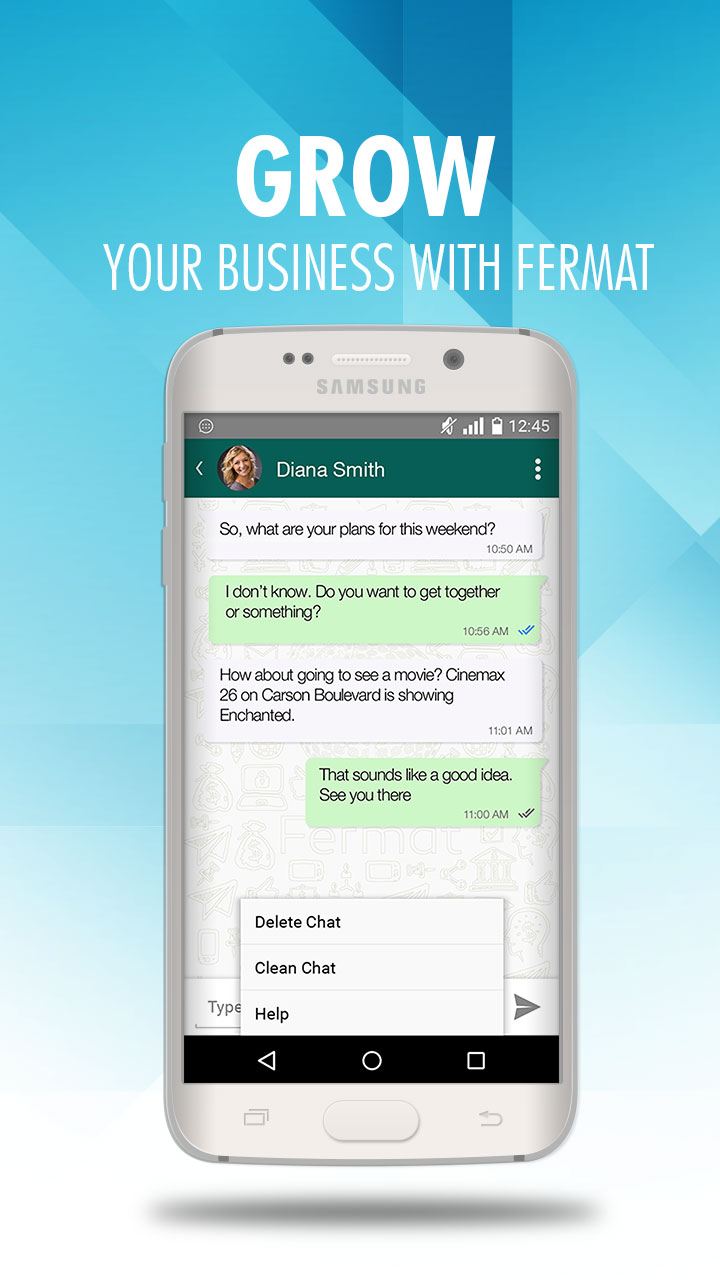 GROW
YOUR BUSINESS WITH FERMAT
SAMSUNG
12:45
Diana Smith
So, what are your plans for this weekend?
10:50 AM
I don't know. Do you want to get together
or something?
10:56 AM
How about going to see a movie? Cinemax
26 on Carson Boulevard is showing
Enchanted.
11:01 AM
That sounds like a good idea.
See you there
11:00 AM
Fermat
Delete Chat
Clean Chat
Type
Help